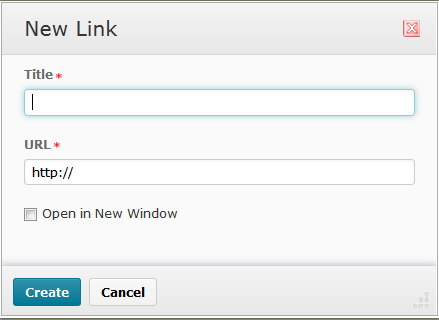 New Link
Title *
URL *
http://
Open in New Window
Create Cancel